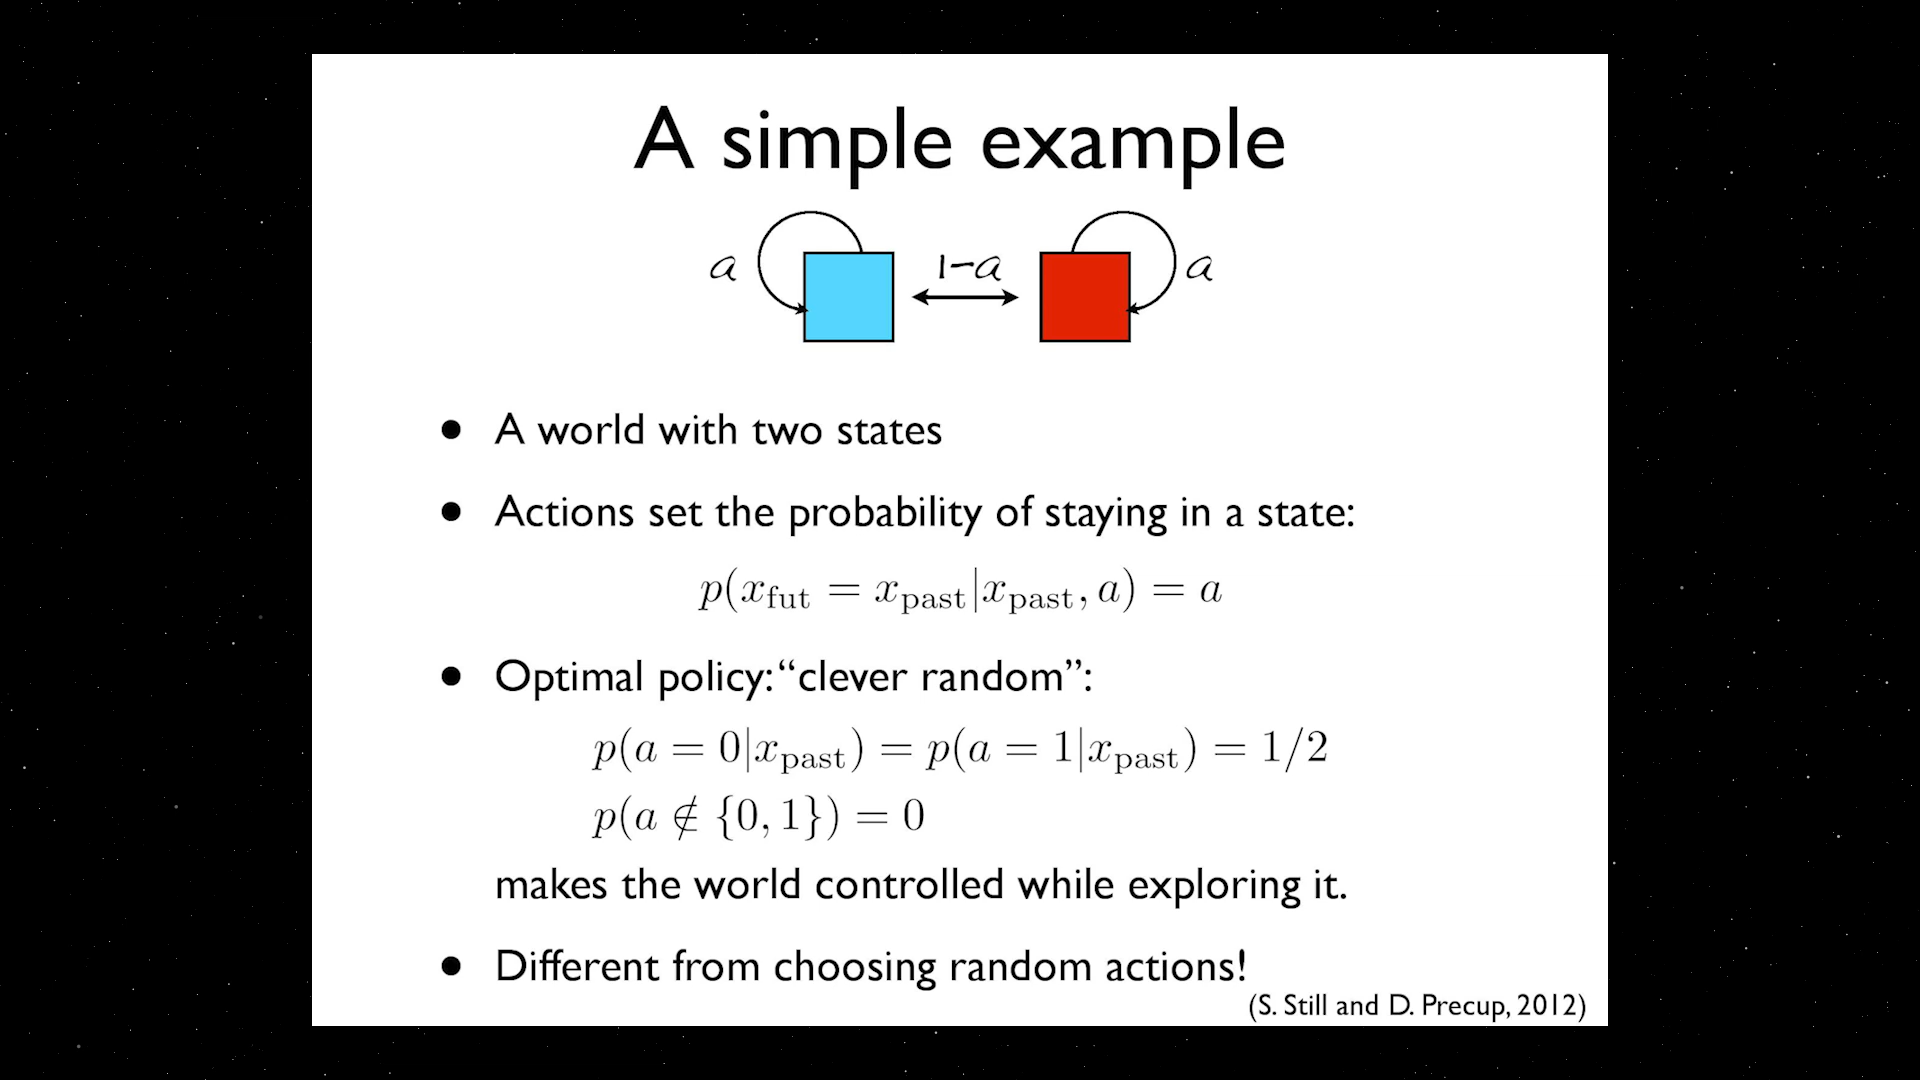 A simple example
a 1-a a
• A world with two states
• Actions set the probability of staying in a state:
p(x_fut = x_past|x_past, a) = a
• Optimal policy: “clever random”:
p(a = 0|x_past) = p(a = 1|x_past) = 1/2
p(a ∉ {0, 1}) = 0
makes the world controlled while exploring it.
• Different from choosing random actions!
(S. Still and D. Precup, 2012)